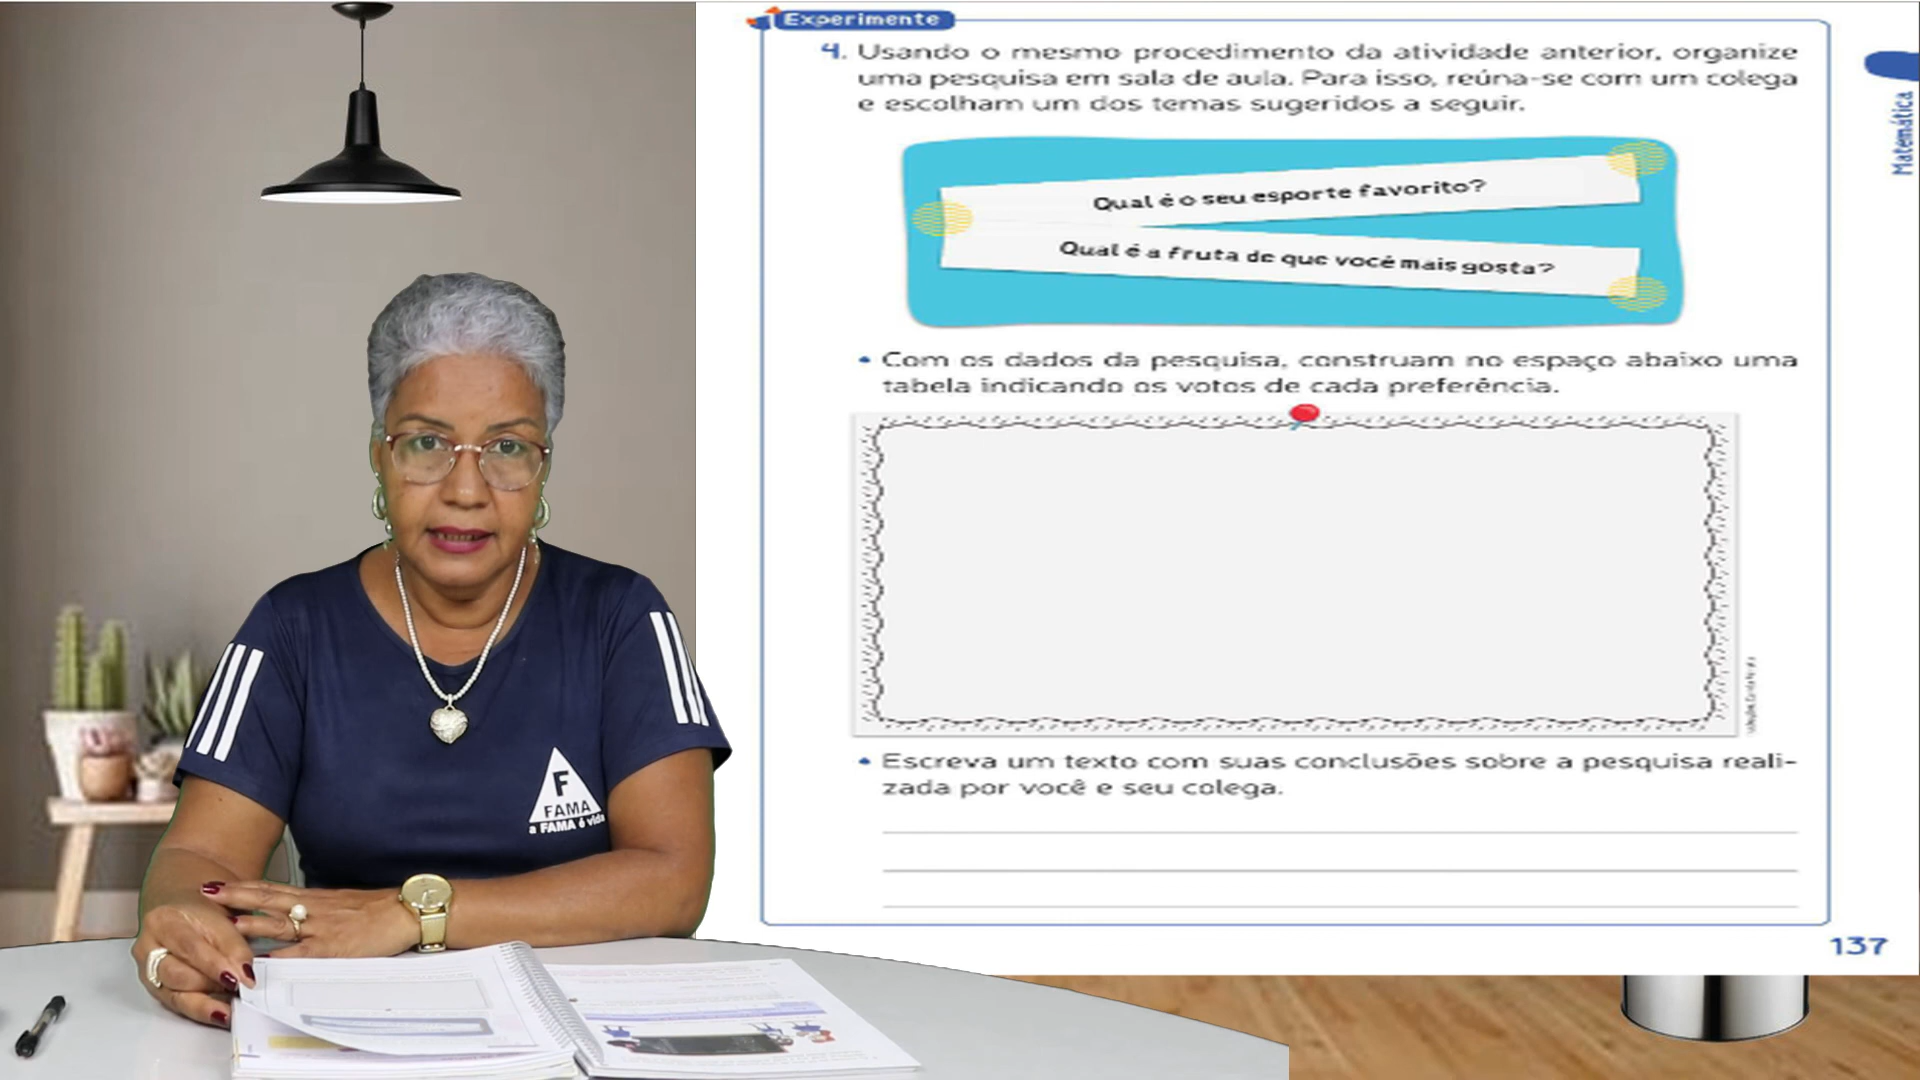 Experimente
4. Usando o mesmo procedimento da atividade anterior, organize
uma pesquisa em sala de aula. Para isso, reúna-se com um colega
e escolham um dos temas sugeridos a seguir.
Qual é o seu esporte favorito?
Qual é a fruta de que você mais gosta?
• Com os dados da pesquisa, construam no espaço abaixo uma
tabela indicando os votos de cada preferência.
• Escreva um texto com suas conclusões sobre a pesquisa reali-
zada por você e seu colega.
137
Matemática
F
FAMA
a FAMA é vida